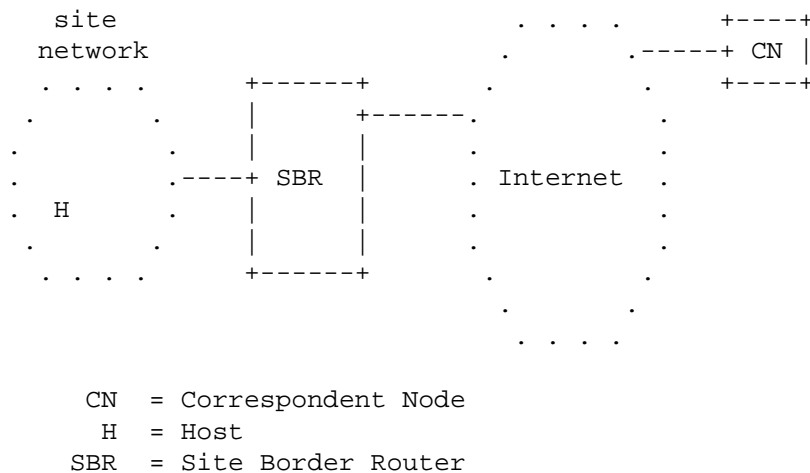 site
network
CN
SBR
Internet
H
CN = Correspondent Node
H = Host
SBR = Site Border Router